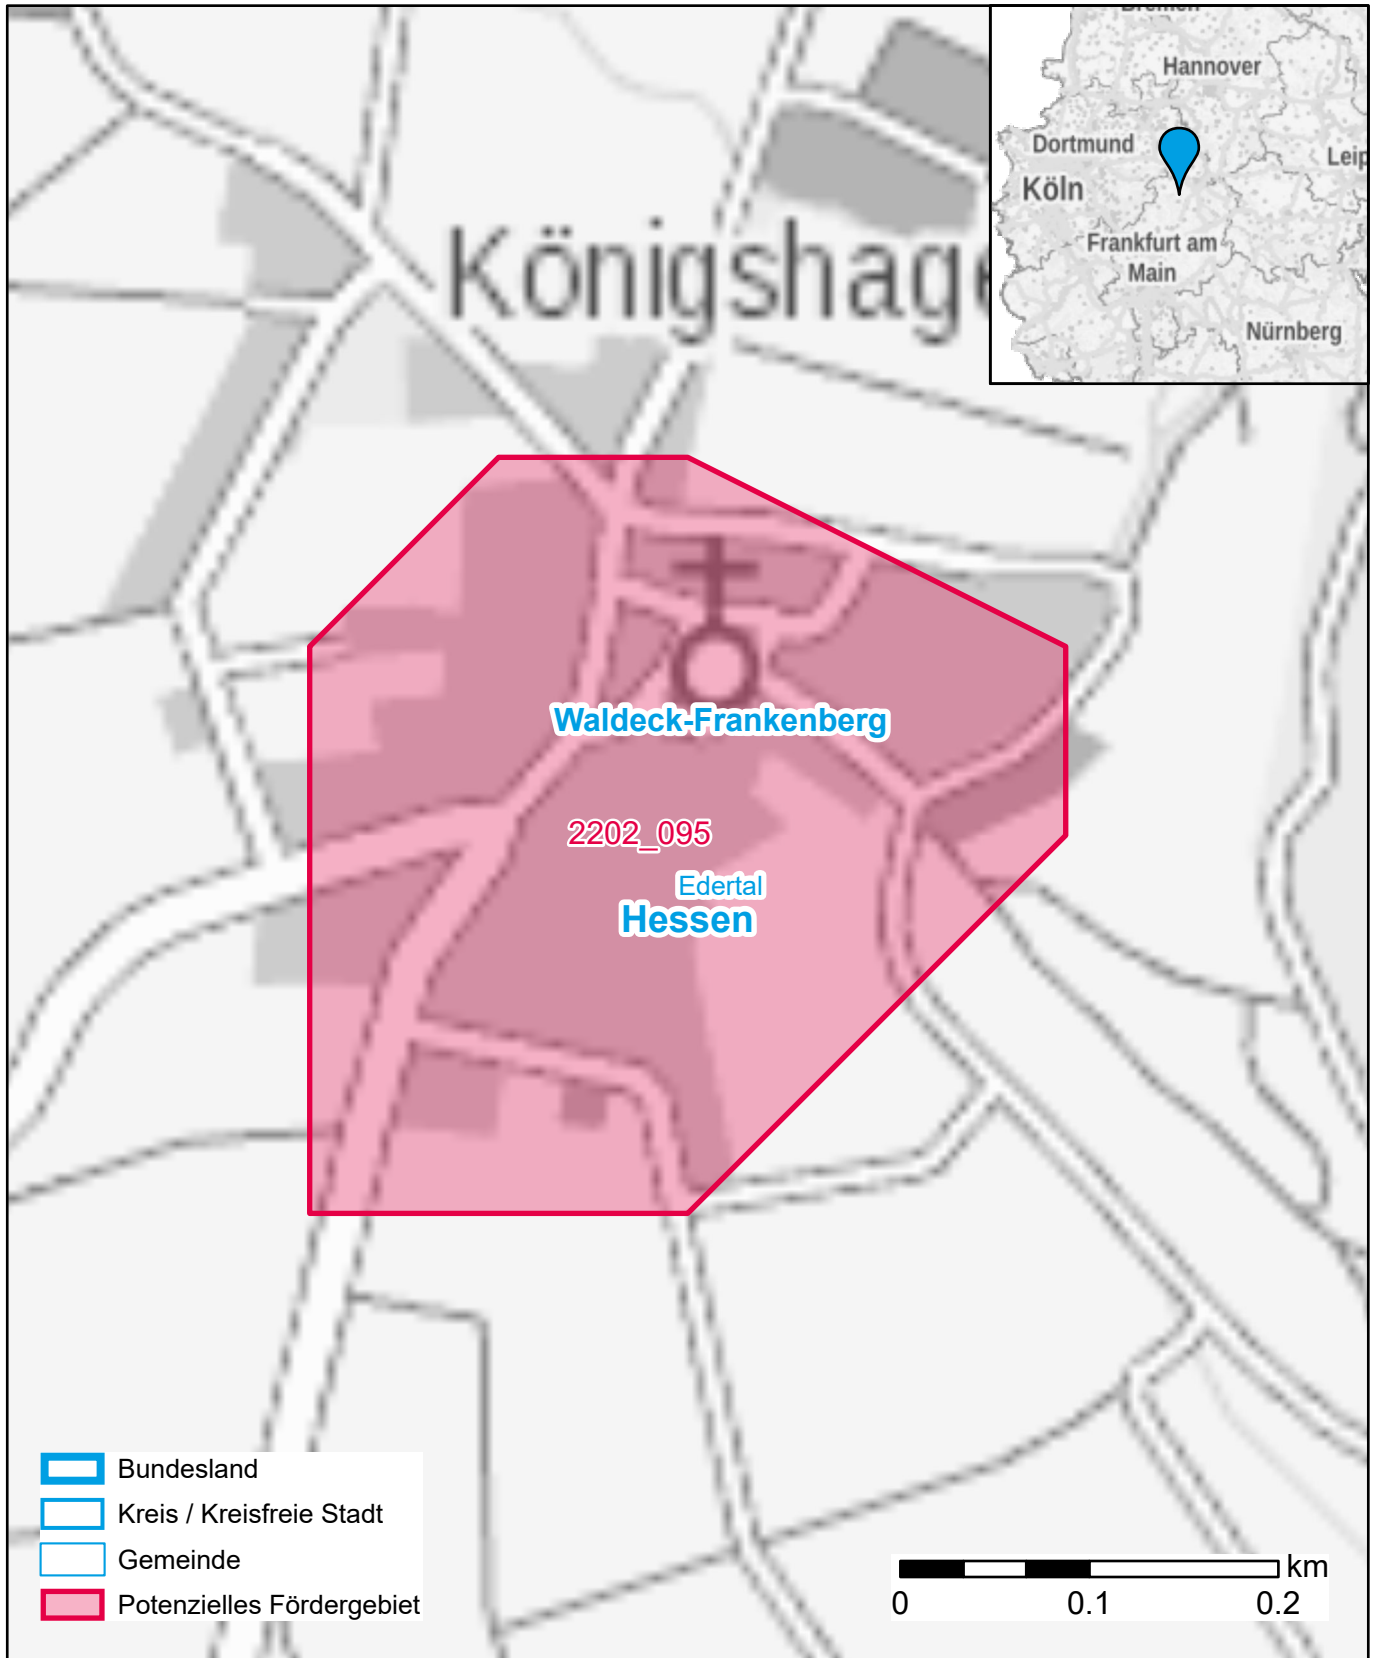 Hannover
Dortmund
Köln
Frankfurt am
Main
Nürnberg
Waldeck-Frankenberg
2202_095
Edertal
Hessen
Bundesland
Kreis / Kreisfreie Stadt
Gemeinde
Potenzielles Fördergebiet
km
0 0.1 0.2